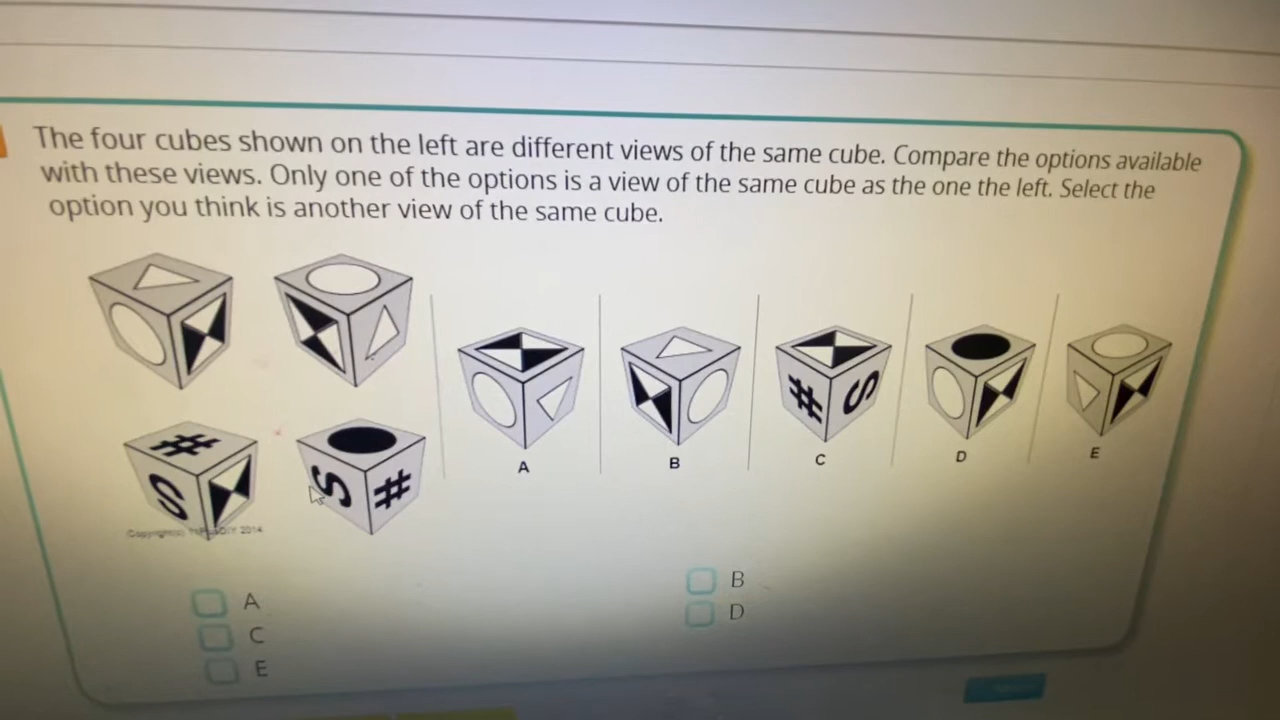 The four cubes shown on the left are different views of the same cube. Compare the options available
with these views. Only one of the options is a view of the same cube as the one the left. Select the
option you think is another view of the same cube.
#
S
S
#
#
S
A
B
C
D
E
2014
A
B
C
D
E